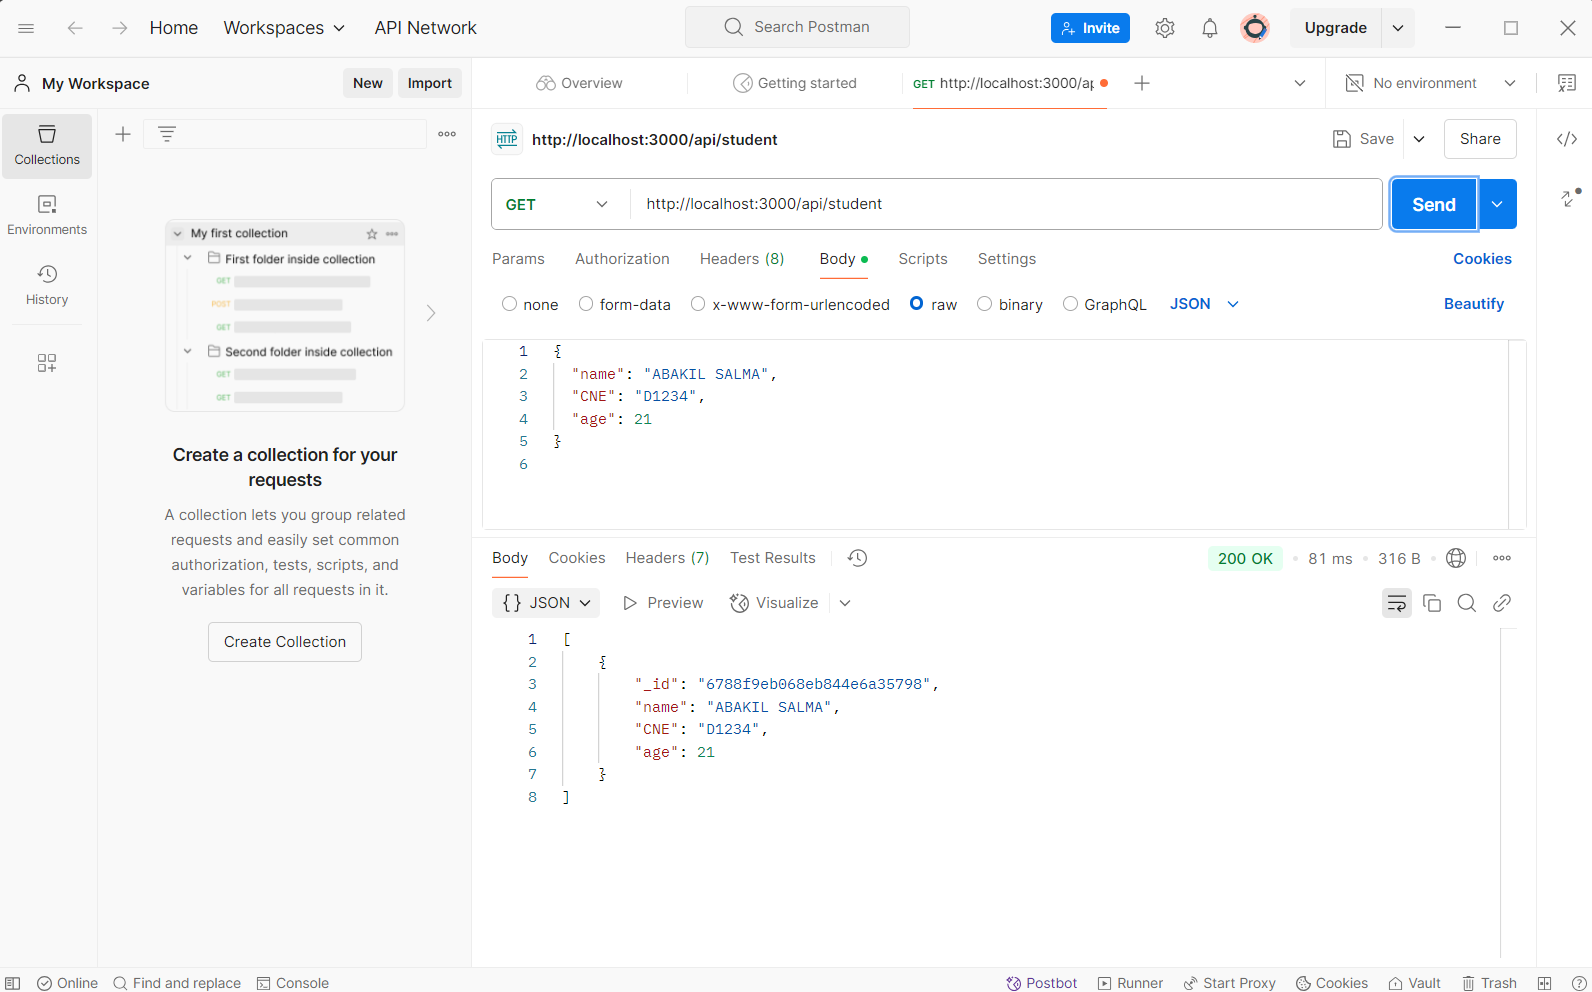 Home Workspaces API Network Search Postman Invite Upgrade
My Workspace New Import Overview Getting started GET http://localhost:3000/ap No environment
HTTP http://localhost:3000/api/student Save Share
Collections
Environments
History
My first collection
First folder inside collection
GET
POST
GET
Second folder inside collection
GET
GET
Create a collection for your
requests
A collection lets you group related
requests and easily set common
authorization, tests, scripts, and
variables for all requests in it.
Create Collection
GET http://localhost:3000/api/student Send
Params Authorization Headers (8) Body Scripts Settings Cookies
none form-data x-www-form-urlencoded raw binary GraphQL JSON Beautify
1 {
2 "name": "ABAKIL SALMA",
3 "CNE": "D1234",
4 "age": 21
5 }
6
Body Cookies Headers (7) Test Results 200 OK 81 ms 316 B
{} JSON Preview Visualize
1 [
2 {
3 "_id": "6788f9eb068eb844e6a35798",
4 "name": "ABAKIL SALMA",
5 "CNE": "D1234",
6 "age": 21
7 }
8 ]
Online Find and replace Console Postbot Runner Start Proxy Cookies Vault Trash